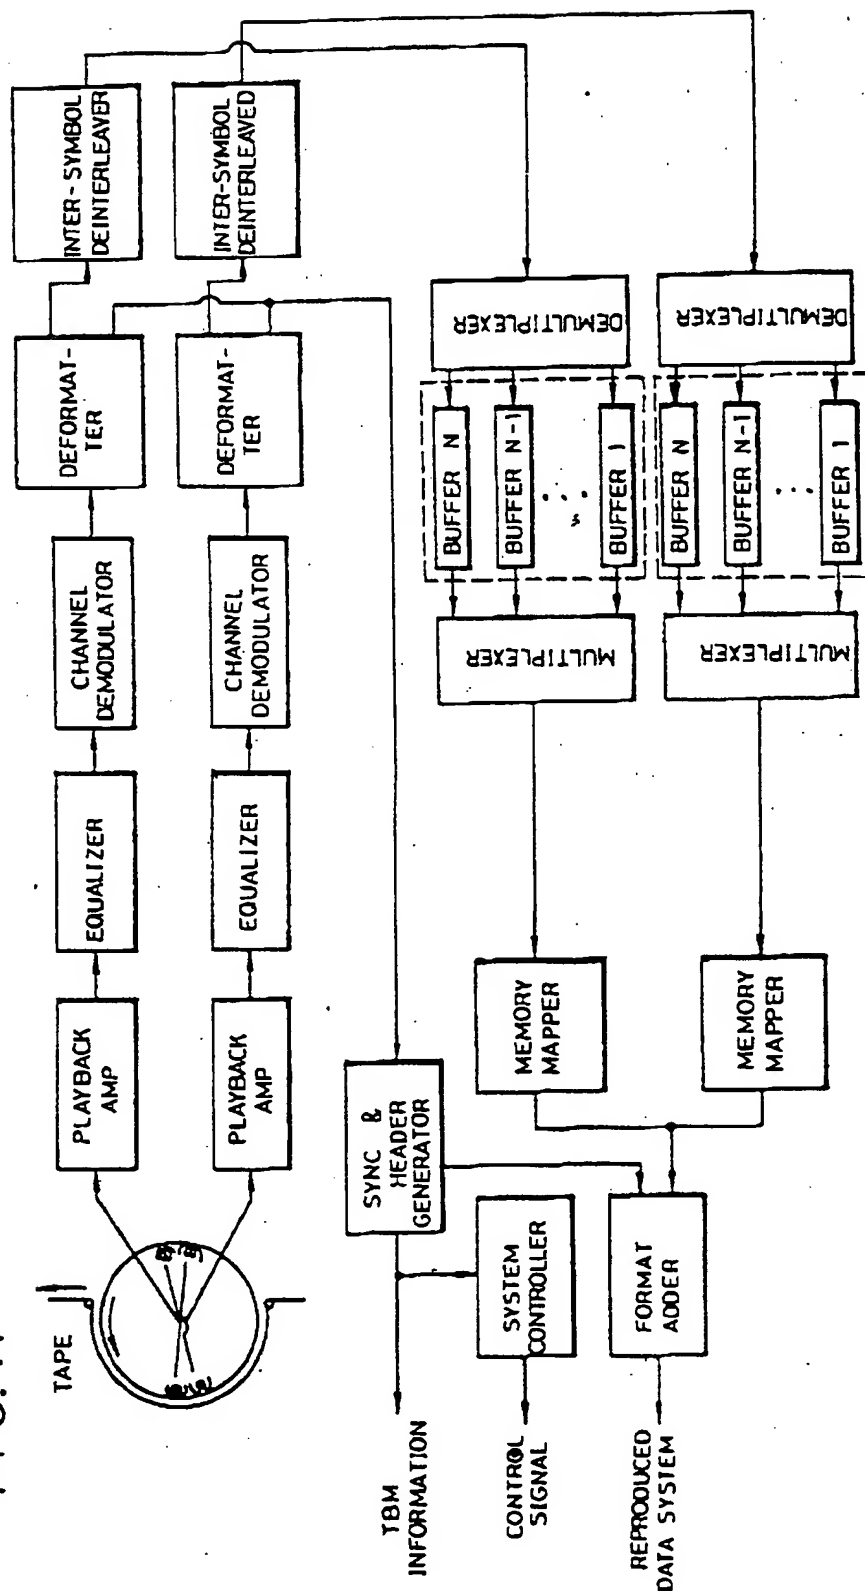 TAPE
PLAYBACK
AMP
EQUALIZER
CHANNEL
DEMODULATOR
DEFORMAT-
TER
INTER-SYMBOL
DEINTERLEAVER
PLAYBACK
AMP
EQUALIZER
CHANNEL
DEMODULATOR
DEFORMAT-
TER
INTER-SYMBOL
DEINTERLEAVED
TBM
INFORMATION
SYNC &
HEADER
GENERATOR
CONTROL
SIGNAL
SYSTEM
CONTROLLER
REPRODUCED
DATA SYSTEM
FORMAT
ADDER
MEMORY
MAPPER
MULTIPLEXER
BUFFER N
BUFFER N-1
...
BUFFER 1
DEMULTIPLEXER
MEMORY
MAPPER
MULTIPLEXER
BUFFER N
BUFFER N-1
...
BUFFER 1
DEMULTIPLEXER